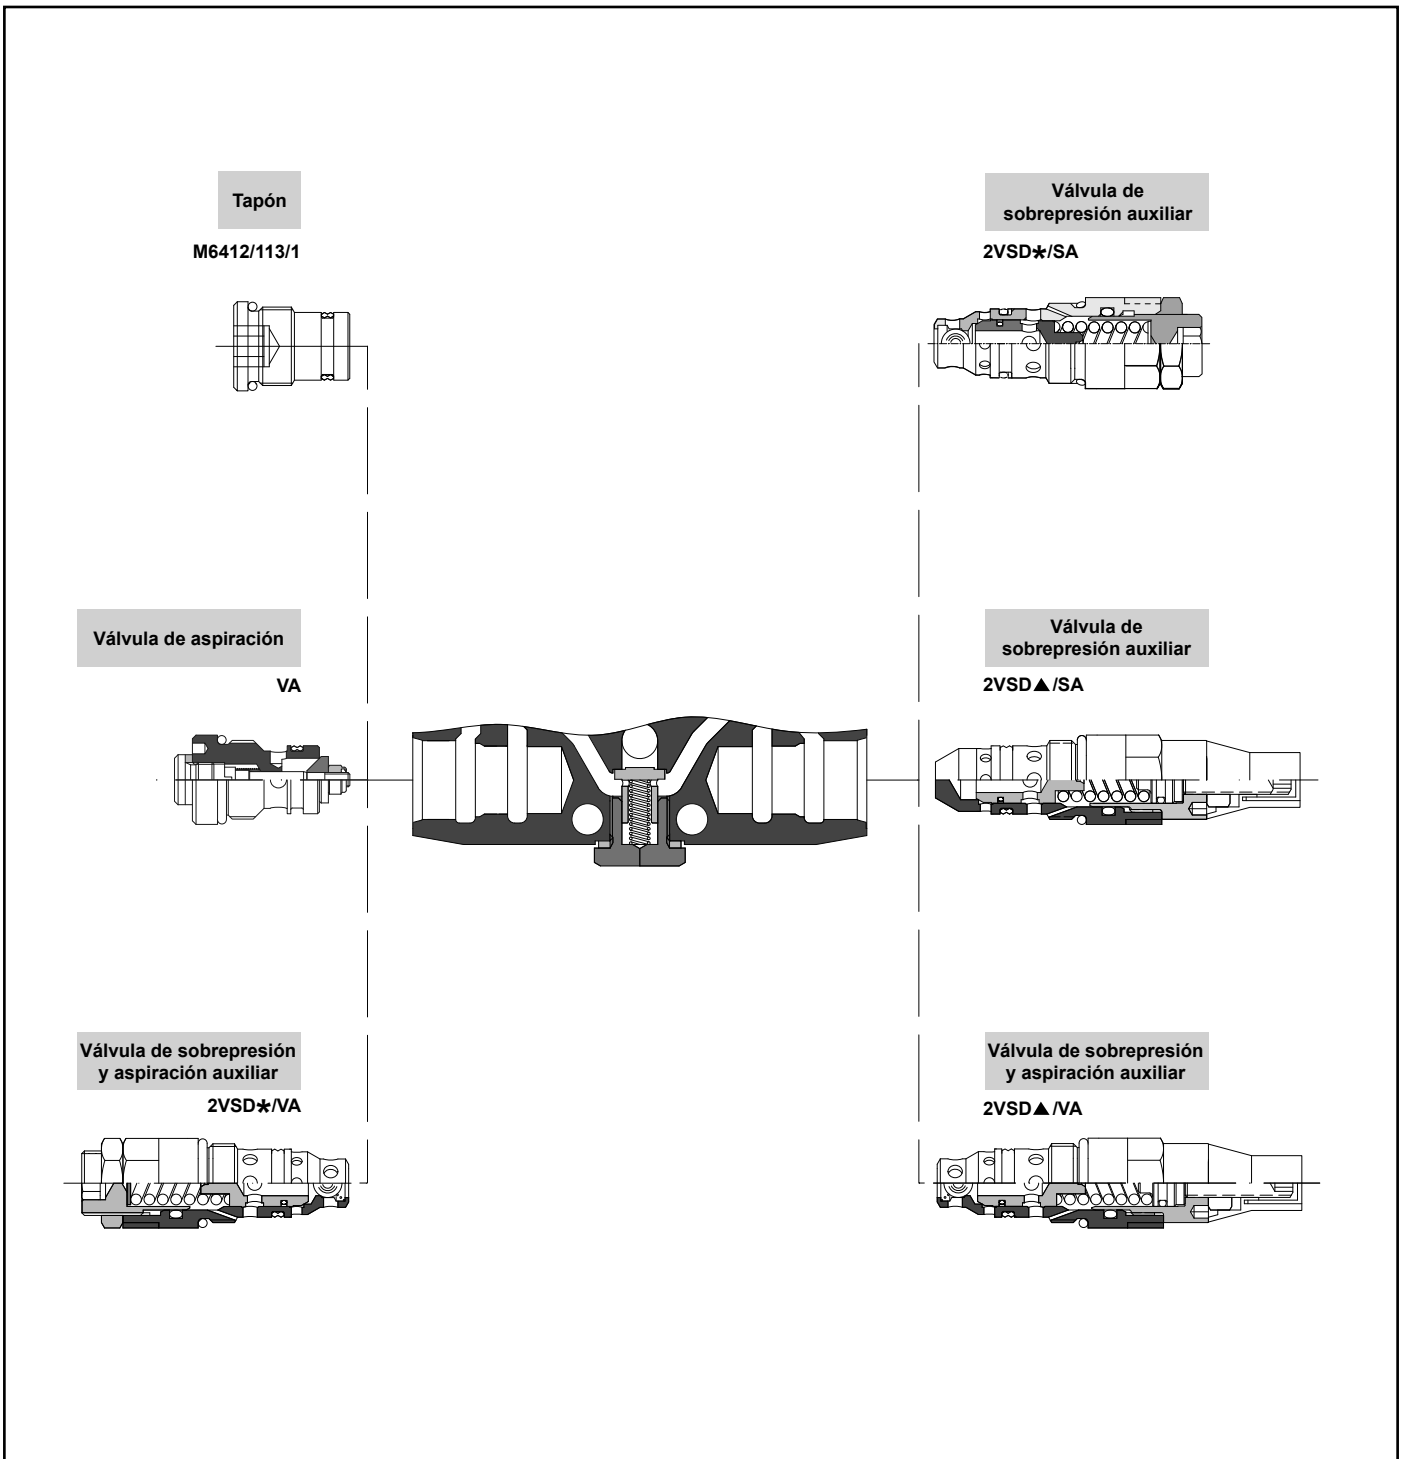 Tapón
M6412/113/1
Válvula de
sobrepresión auxiliar
2VSD*/SA
Válvula de aspiración
VA
Válvula de
sobrepresión auxiliar
2VSD▲/SA
Válvula de sobrepresión
y aspiración auxiliar
2VSD*/VA
Válvula de sobrepresión
y aspiración auxiliar
2VSD▲/VA